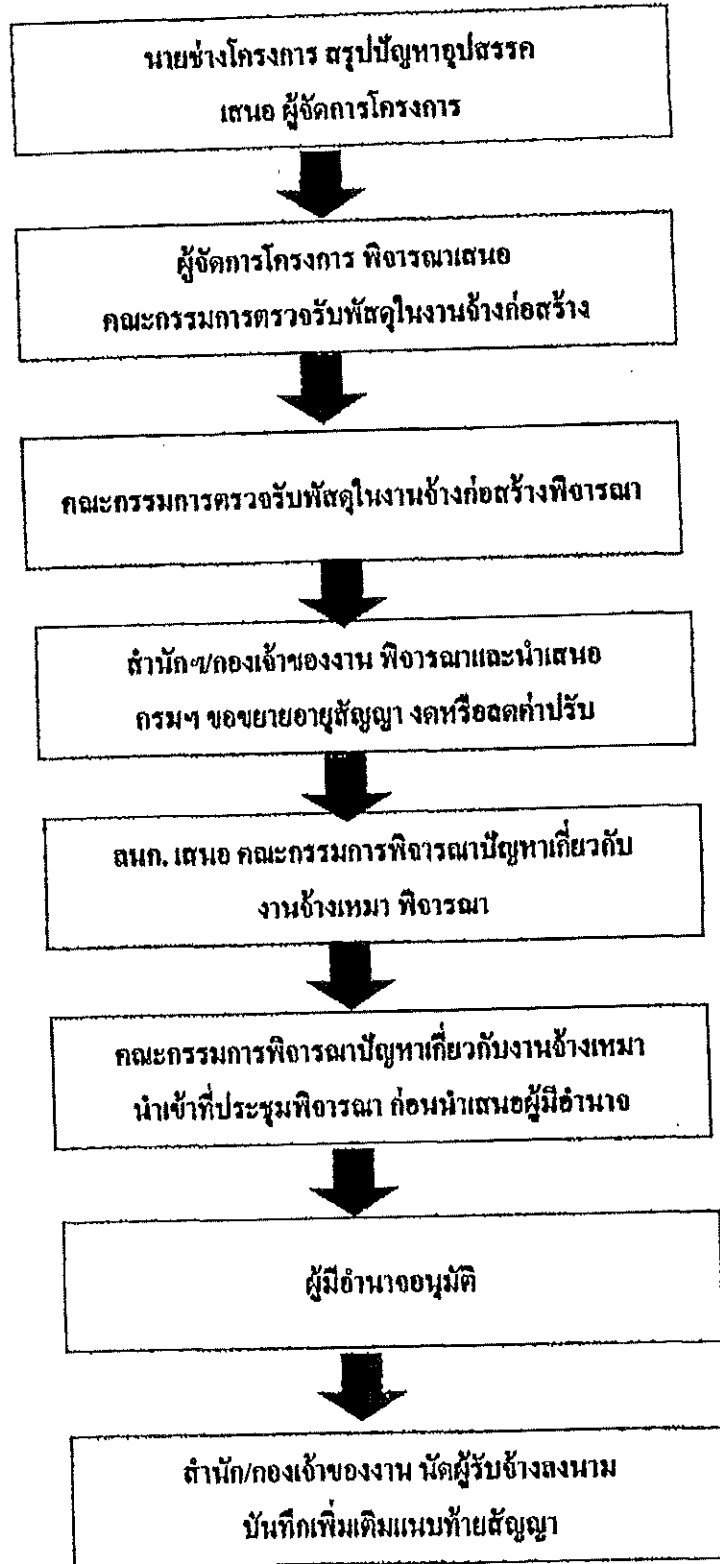 นายช่างโครงการ สรุปปัญหาอุปสรรค
เสนอ ผู้จัดการโครงการ
ผู้จัดการโครงการ พิจารณาเสนอ
คณะกรรมการตรวจรับพัสดุในงานจ้างก่อสร้าง
คณะกรรมการตรวจรับพัสดุในงานจ้างก่อสร้างพิจารณา
สำนักฯ/กองเจ้าของงาน พิจารณาและนำเสนอ
กรมฯ ขอขยายอายุสัญญา งดหรือลดค่าปรับ
ลนก. เสนอ คณะกรรมการพิจารณาปัญหาเกี่ยวกับ
งานจ้างเหมา พิจารณา
คณะกรรมการพิจารณาปัญหาเกี่ยวกับงานจ้างเหมา
นำเข้าที่ประชุมพิจารณา ก่อนนำเสนอผู้มีอำนาจ
ผู้มีอำนาจอนุมัติ
สำนัก/กองเจ้าของงาน นัดผู้รับจ้างลงนาม
บันทึกเพิ่มเติมแนบท้ายสัญญา